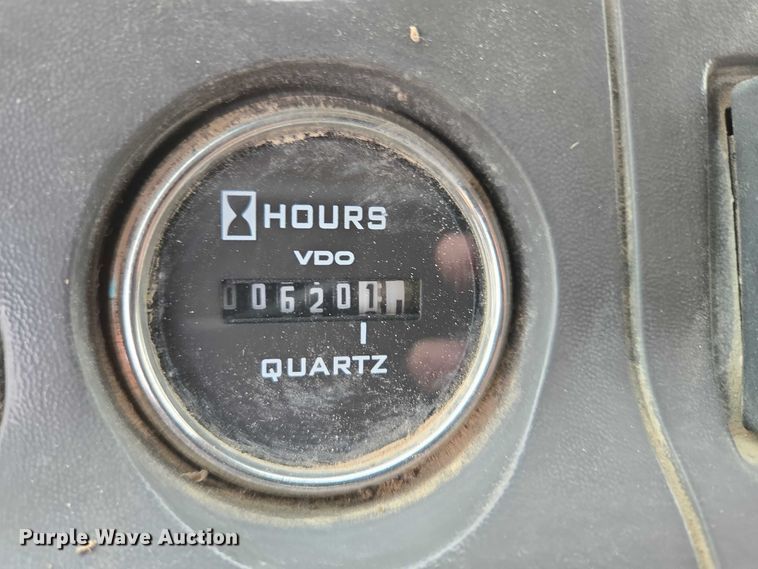 HOURS
VDO
006201
QUARTZ
Purple Wave Auction